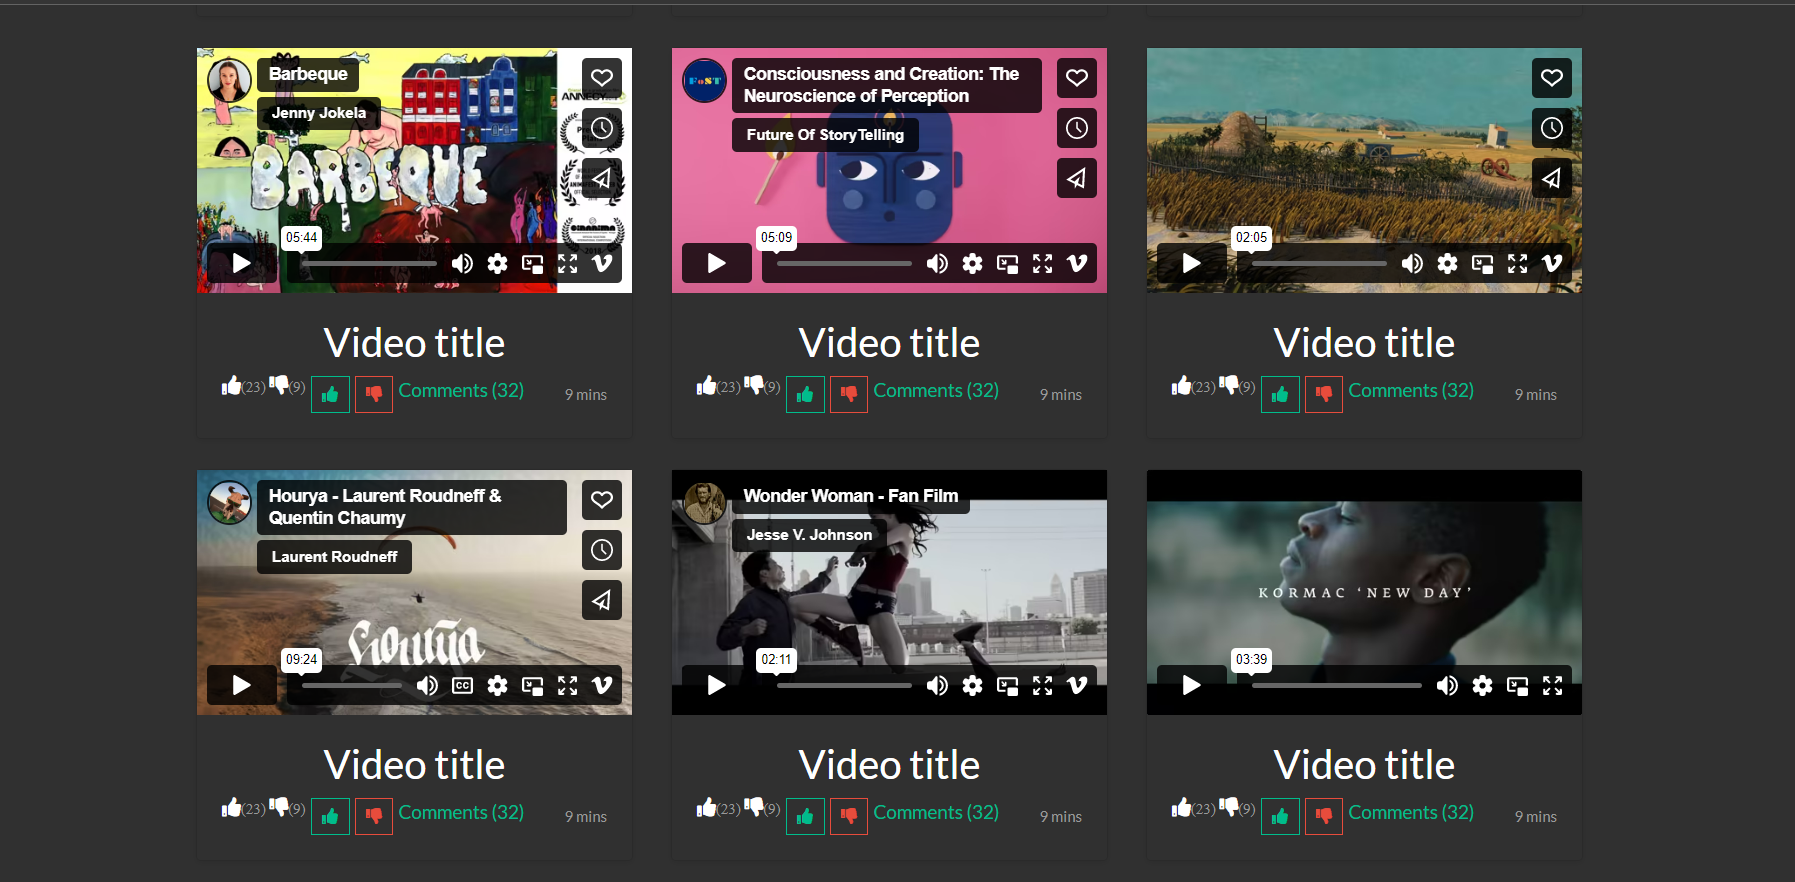 Barbeque
Jenny Jokela
ANNECY
BARBEQUE
05:44
FoST
Consciousness and Creation: The
Neuroscience of Perception
Future Of StoryTelling
05:09
02:05
Video title
(23) (9) Comments (32) 9 mins
Video title
(23) (9) Comments (32) 9 mins
Video title
(23) (9) Comments (32) 9 mins
Hourya - Laurent Roudneff &
Quentin Chaumy
Laurent Roudneff
Hourya
09:24
CC
Wonder Woman - Fan Film
Jesse V. Johnson
02:11
KORMAC ‘NEW DAY’
03:39
Video title
(23) (9) Comments (32) 9 mins
Video title
(23) (9) Comments (32) 9 mins
Video title
(23) (9) Comments (32) 9 mins